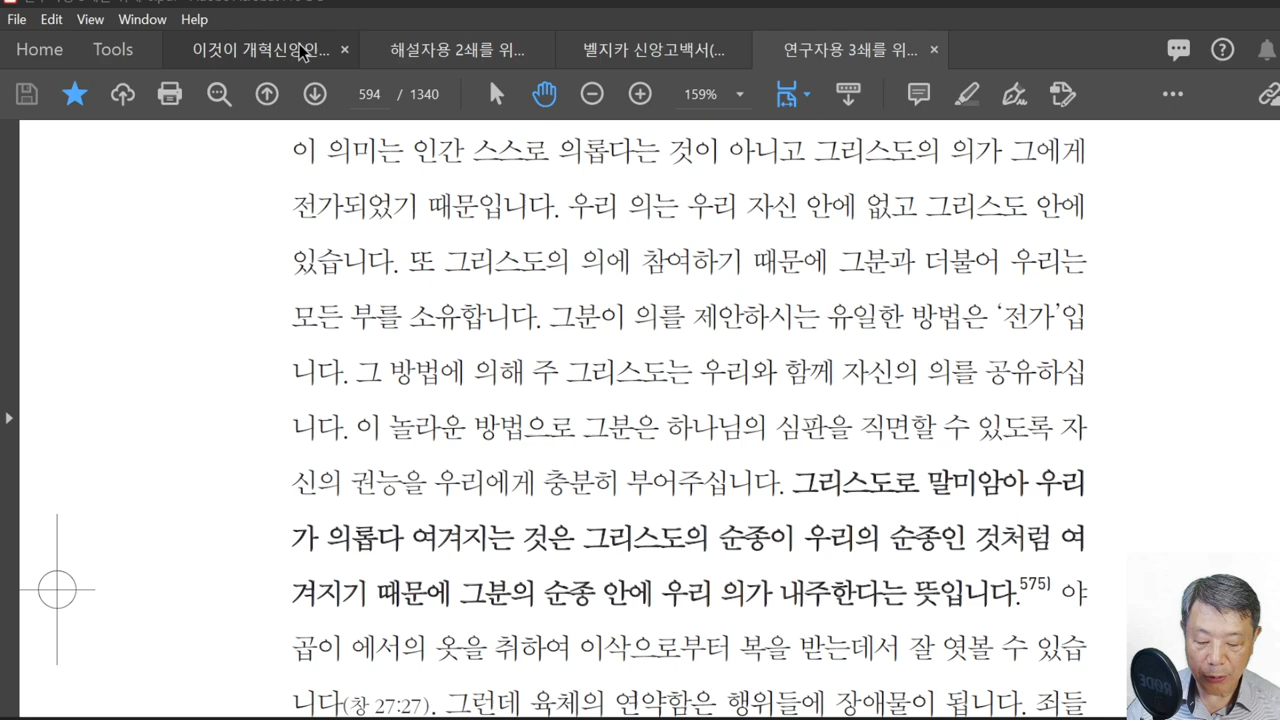 File Edit View Window Help
Home Tools 이것이 개혁신앙인... × 해설자용 2쇄를 위... 벨지카 신앙고백서(... 연구자용 3쇄를 위... ×
594 / 1340 159%
이 의미는 인간 스스로 의롭다는 것이 아니고 그리스도의 의가 그에게
전가되었기 때문입니다. 우리 의는 우리 자신 안에 없고 그리스도 안에
있습니다. 또 그리스도의 의에 참여하기 때문에 그분과 더불어 우리는
모든 부를 소유합니다. 그분이 의를 제안하시는 유일한 방법은 ‘전가’입
니다. 그 방법에 의해 주 그리스도는 우리와 함께 자신의 의를 공유하십
니다. 이 놀라운 방법으로 그분은 하나님의 심판을 직면할 수 있도록 자
신의 권능을 우리에게 충분히 부어주십니다. 그리스도로 말미암아 우리
가 의롭다 여겨지는 것은 그리스도의 순종이 우리의 순종인 것처럼 여
겨지기 때문에 그분의 순종 안에 우리 의가 내주한다는 뜻입니다.575) 야
곱이 에서의 옷을 취하여 이삭으로부터 복을 받는데서 잘 엿볼 수 있습
니다(창 27:27). 그런데 육체의 연약함은 행위들에 장애물이 됩니다. 죄들
RODE